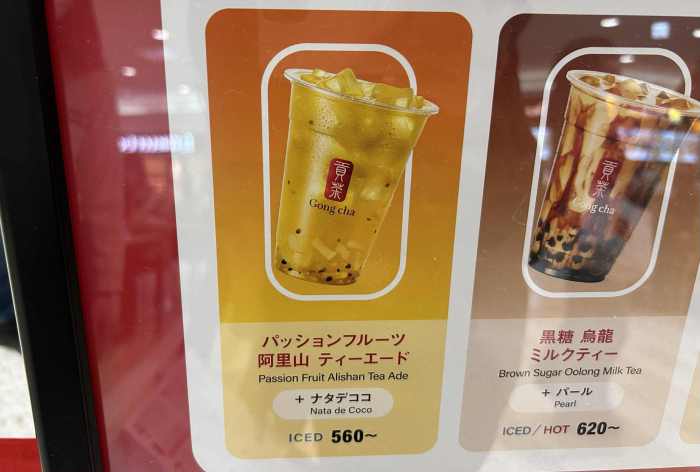 貢茶
Gong cha
パッションフルーツ
阿里山 ティーエード
Passion Fruit Alishan Tea Ade
+ ナタデココ
Nata de Coco
ICED 560~
貢茶
Gong cha
黒糖 烏龍
ミルクティー
Brown Sugar Oolong Milk Tea
+ パール
Pearl
ICED / HOT 620~